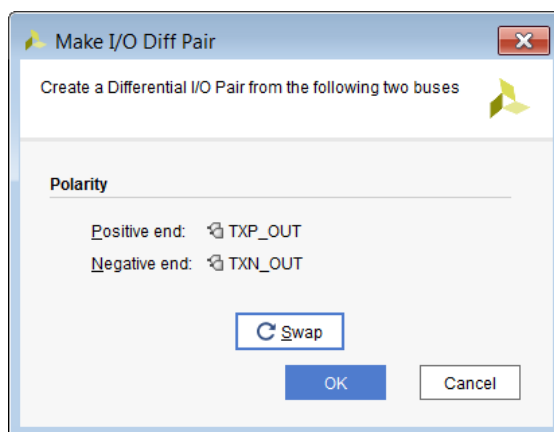 Make I/O Diff Pair
Create a Differential I/O Pair from the following two buses
Polarity
Positive end: TXP_OUT
Negative end: TXN_OUT
Swap
OK Cancel